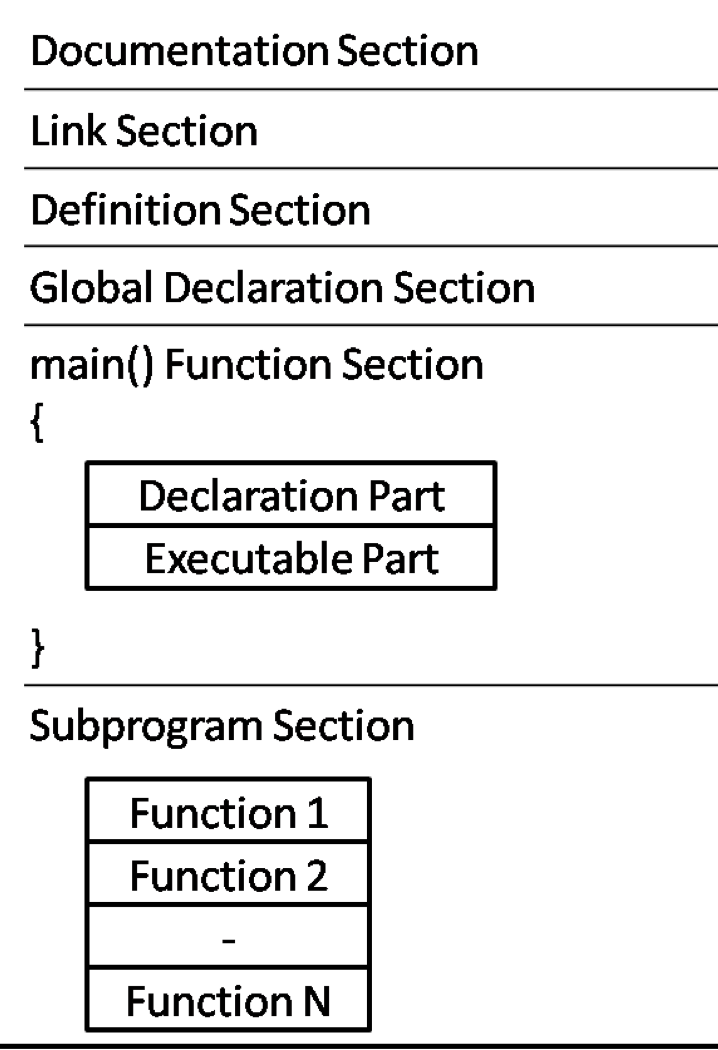 Documentation Section
Link Section
Definition Section
Global Declaration Section
main() Function Section
{
Declaration Part
Executable Part
}
Subprogram Section
Function 1
Function 2
-
Function N